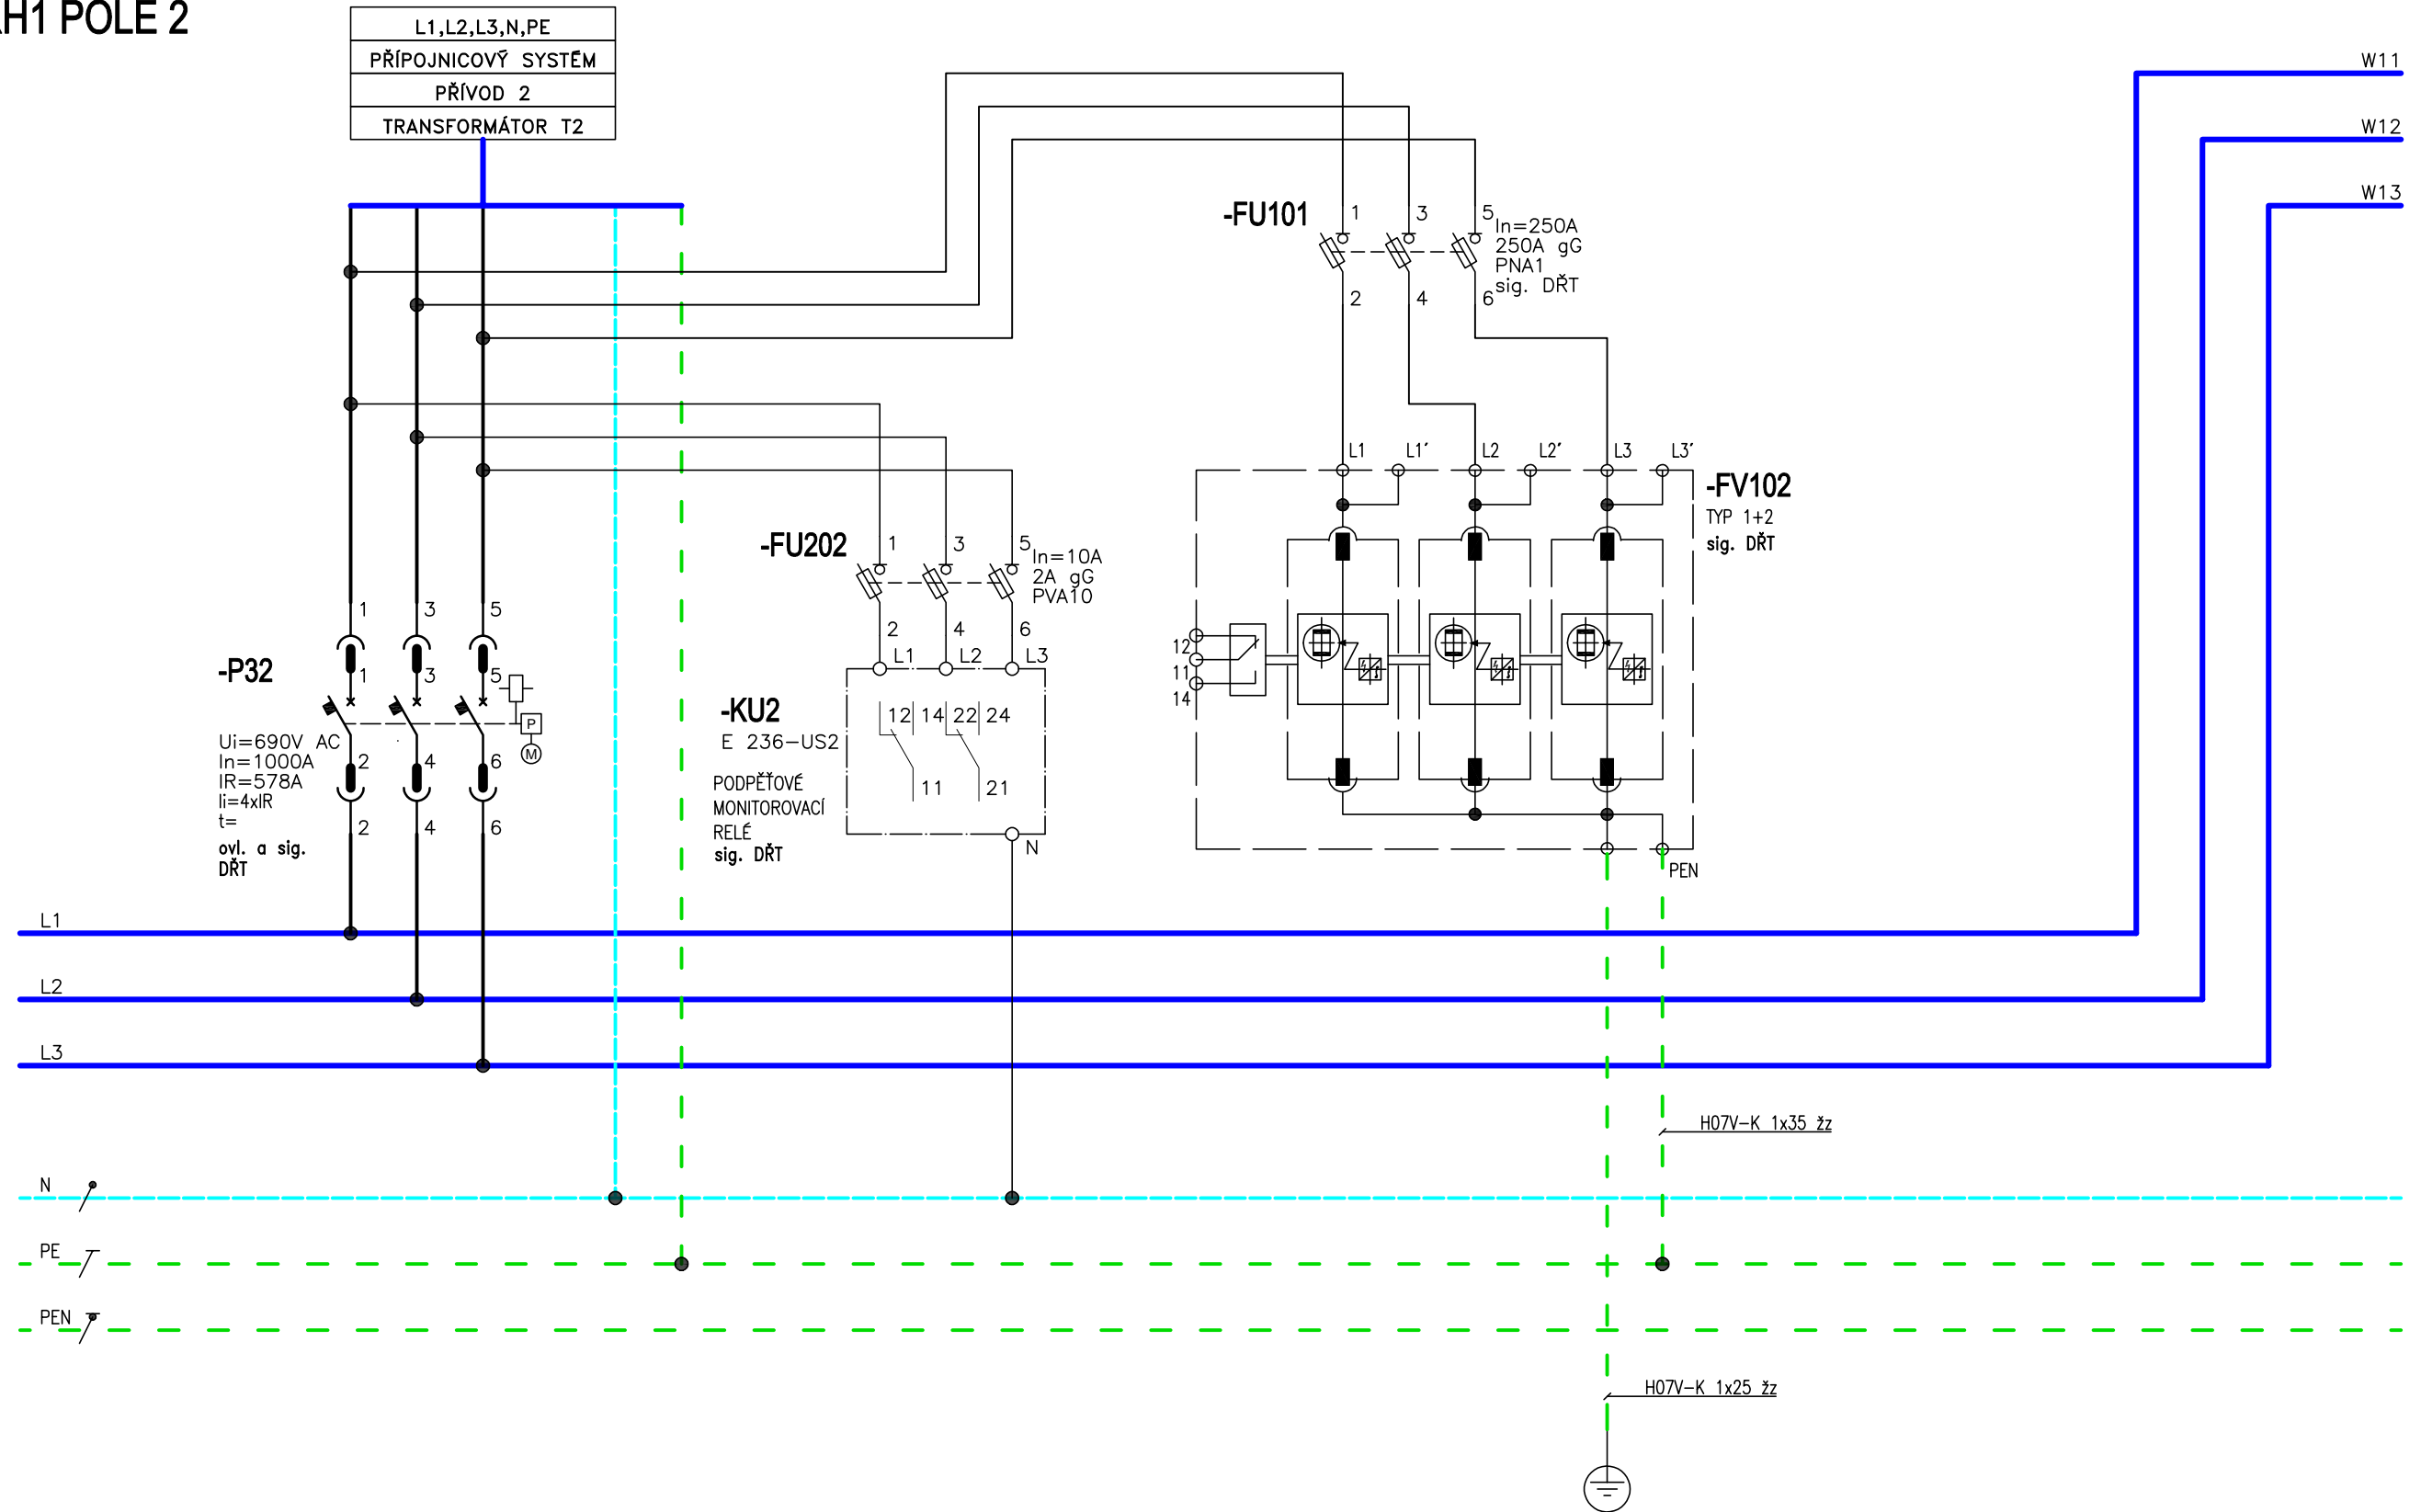 H1 POLE 2
L1,L2,L3,N,PE
PŘÍPOJNICOVÝ SYSTÉM
PŘÍVOD 2
TRANSFORMÁTOR T2
W11
W12
W13
-FU101
1 3 5
In=250A
250A gG
PNA1
sig. DŘT
2 4 6
L1 L1´ L2 L2´ L3 L3´
-FV102
TYP 1+2
sig. DŘT
12
11
14
PEN
-FU202
1 3 5
In=10A
2A gG
PVA10
2 4 6
L1 L2 L3
-KU2
E 236-US2
PODPĚŤOVÉ
MONITOROVACÍ
RELÉ
sig. DŘT
12 14 22 24
11 21
N
1 3 5
-P32
1 3 5
P
M
Ui=690V AC
In=1000A
IR=578A
Ii=4xIR
t=
ovl. a sig.
DŘT
2 4 6
2 4 6
L1
L2
L3
H07V-K 1x35 žz
N
PE
PEN
H07V-K 1x25 žz